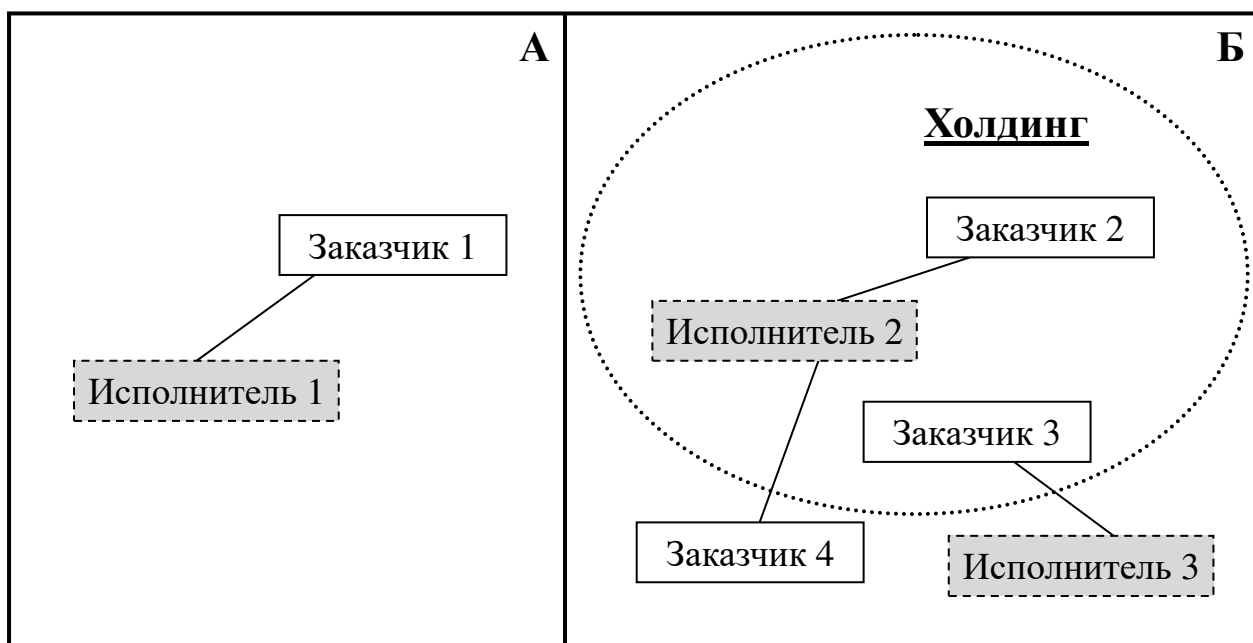 А
Заказчик 1
Исполнитель 1
Б
Холдинг
Заказчик 2
Исполнитель 2
Заказчик 3
Заказчик 4
Исполнитель 3